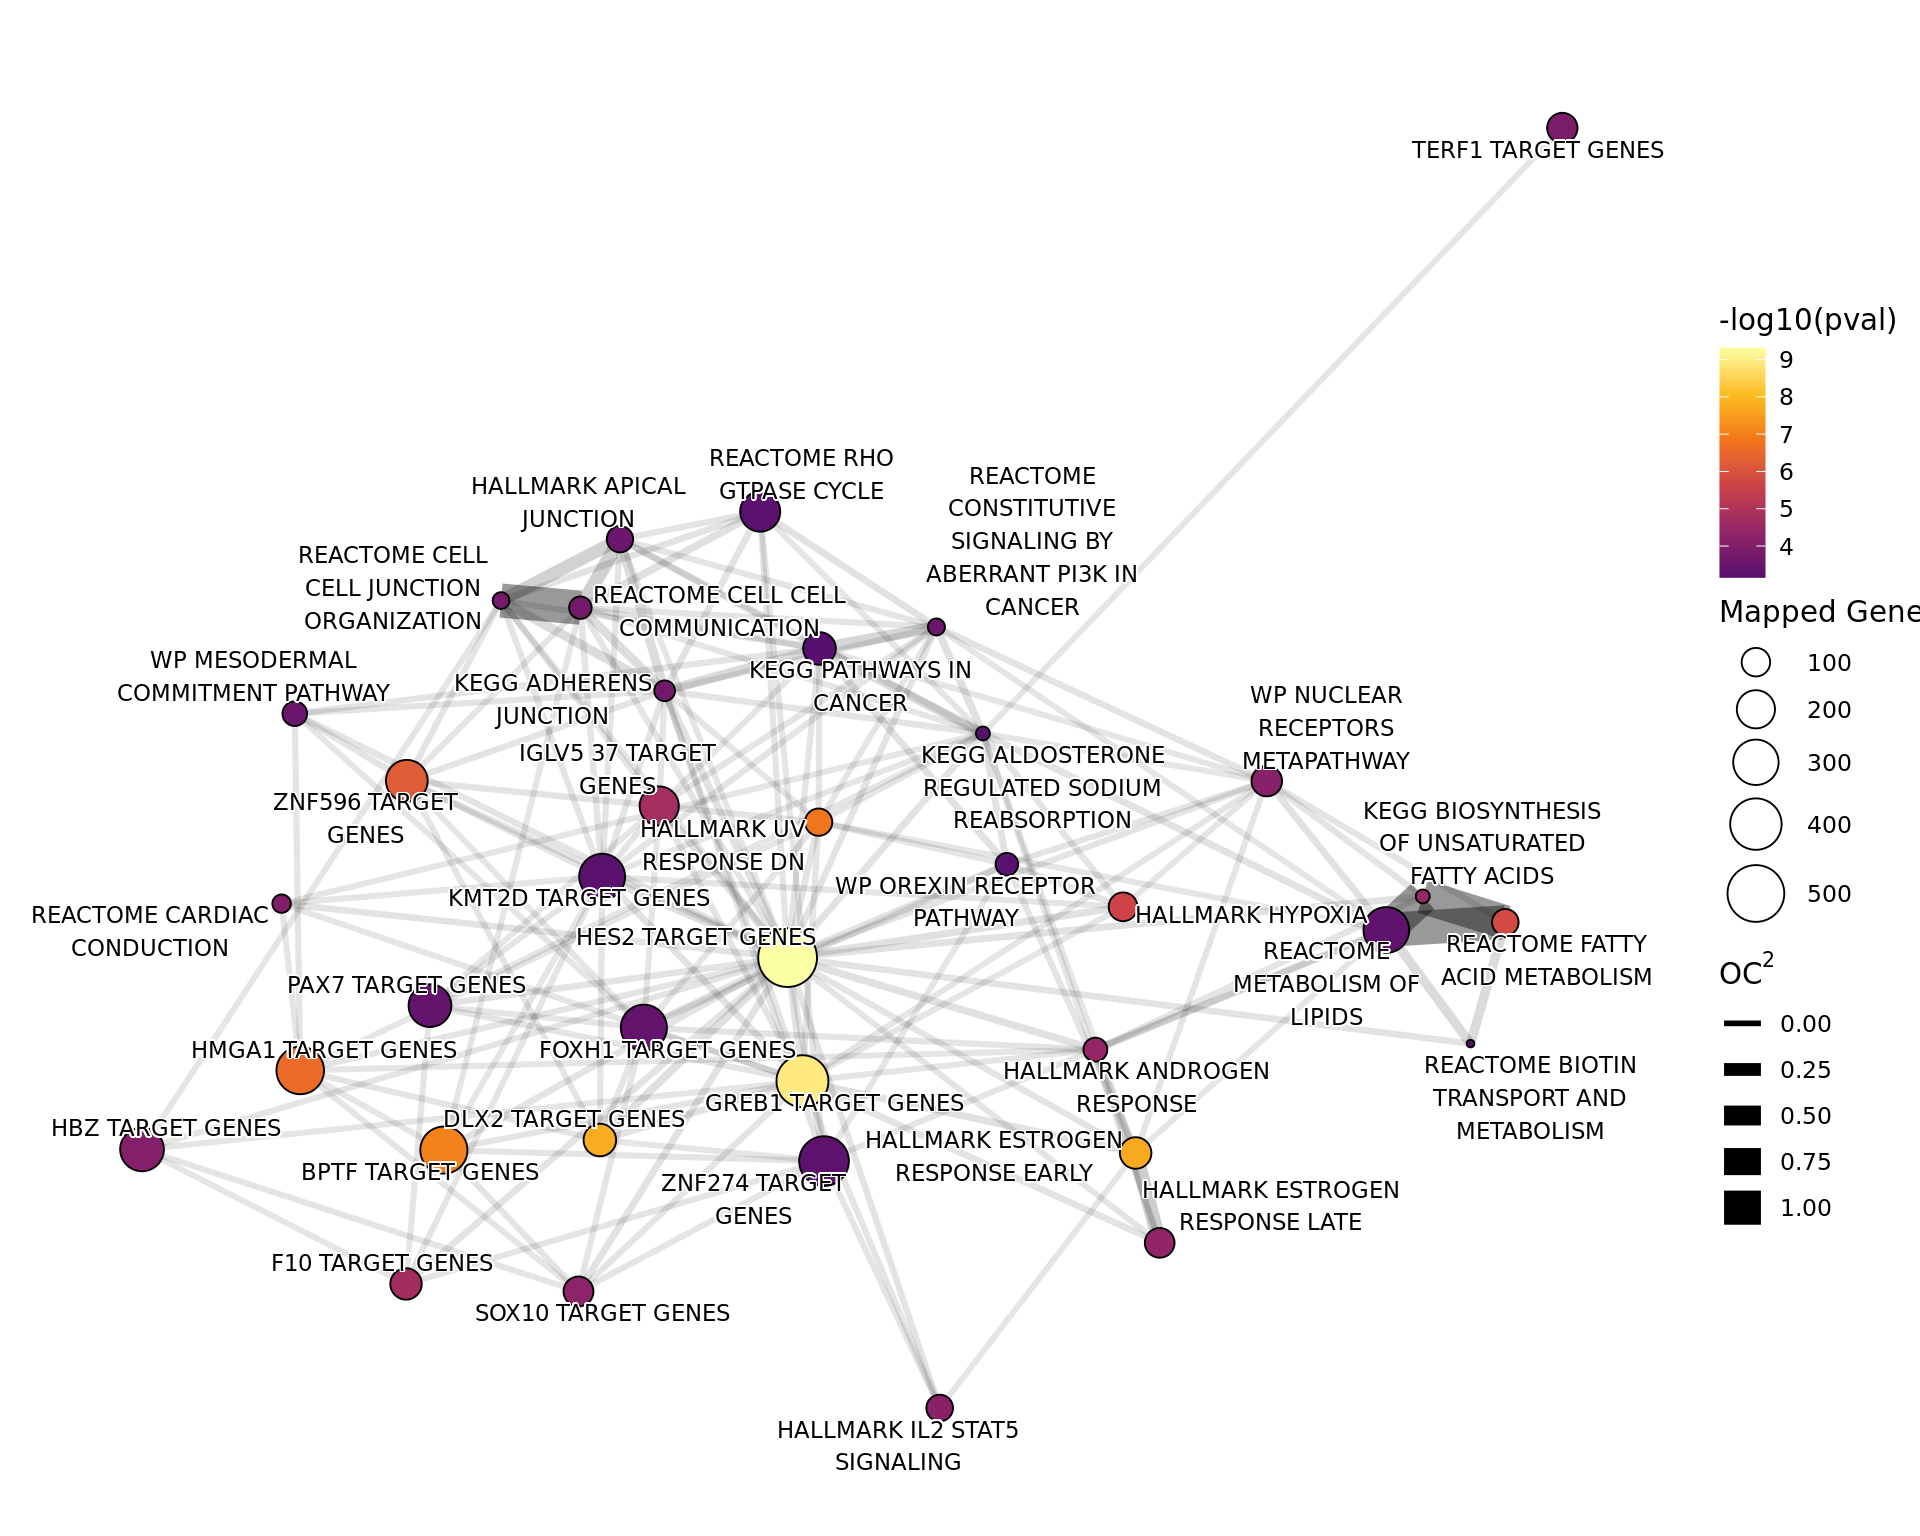 TERF1 TARGET GENES
REACTOME RHO
GTPASE CYCLE
HALLMARK APICAL
JUNCTION
REACTOME
CONSTITUTIVE
SIGNALING BY
ABERRANT PI3K IN
CANCER
REACTOME CELL
CELL JUNCTION
ORGANIZATION
REACTOME CELL CELL
COMMUNICATION
WP MESODERMAL
COMMITMENT PATHWAY
KEGG ADHERENS
JUNCTION
KEGG PATHWAYS IN
CANCER
WP NUCLEAR
RECEPTORS
METAPATHWAY
IGLV5 37 TARGET
GENES
KEGG ALDOSTERONE
REGULATED SODIUM
REABSORPTION
ZNF596 TARGET
GENES
HALLMARK UV
RESPONSE DN
KEGG BIOSYNTHESIS
OF UNSATURATED
FATTY ACIDS
KMT2D TARGET GENES
WP OREXIN RECEPTOR
PATHWAY
REACTOME CARDIAC
CONDUCTION
HALLMARK HYPOXIA
HES2 TARGET GENES
REACTOME
METABOLISM OF
LIPIDS
REACTOME FATTY
ACID METABOLISM
PAX7 TARGET GENES
HMGA1 TARGET GENES
FOXH1 TARGET GENES
HALLMARK ANDROGEN
RESPONSE
REACTOME BIOTIN
TRANSPORT AND
METABOLISM
GREB1 TARGET GENES
HBZ TARGET GENES
DLX2 TARGET GENES
BPTF TARGET GENES
HALLMARK ESTROGEN
RESPONSE EARLY
ZNF274 TARGET
GENES
HALLMARK ESTROGEN
RESPONSE LATE
F10 TARGET GENES
SOX10 TARGET GENES
HALLMARK IL2 STAT5
SIGNALING
-log10(pval)
9
8
7
6
5
4
Mapped Gene
100
200
300
400
500
OC2
0.00
0.25
0.50
0.75
1.00